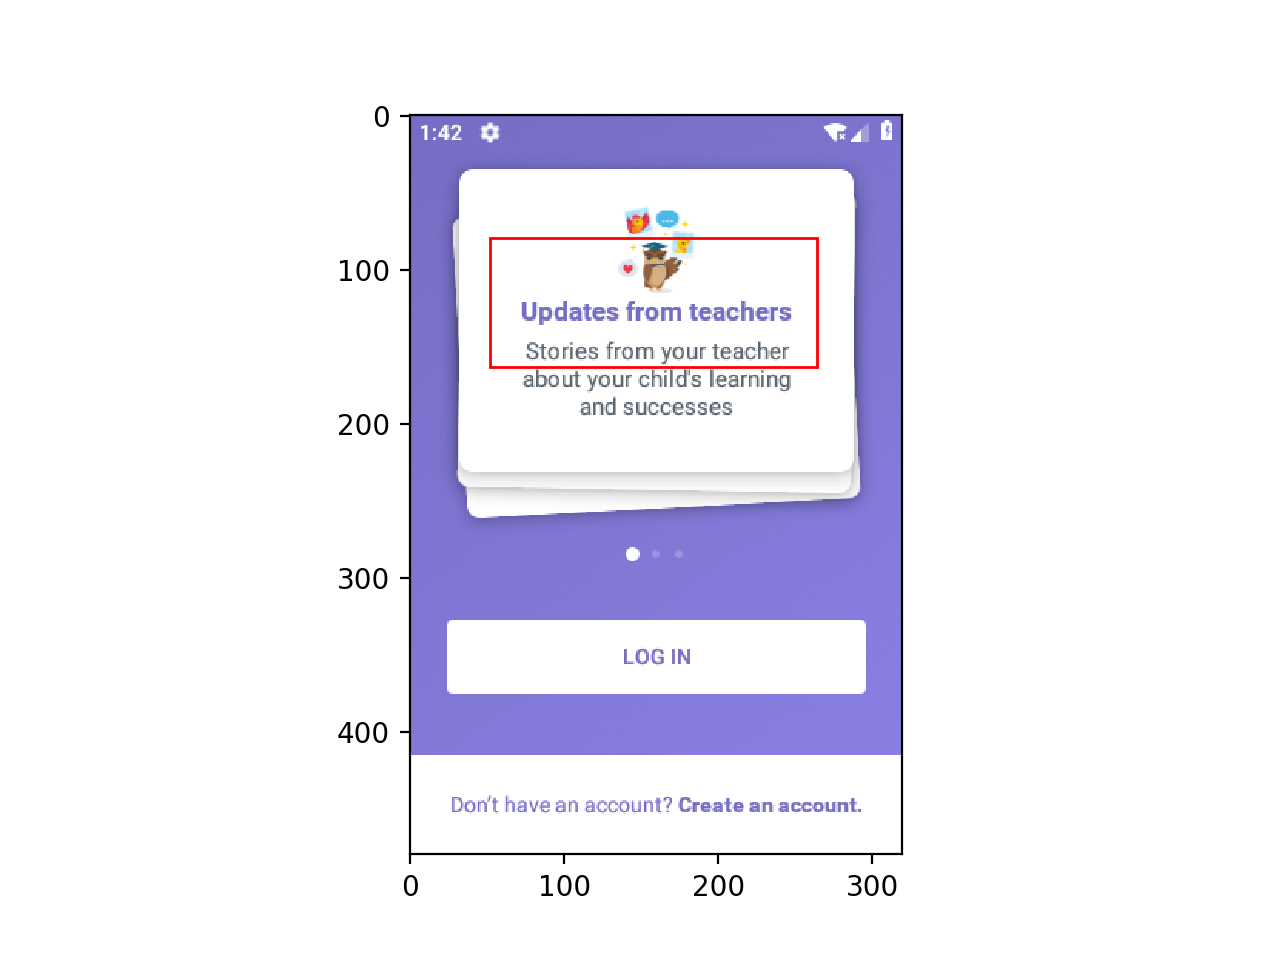 0
100
200
300
400
1:42
Updates from teachers
Stories from your teacher
about your child's learning
and successes
LOG IN
Don't have an account? Create an account.
0 100 200 300